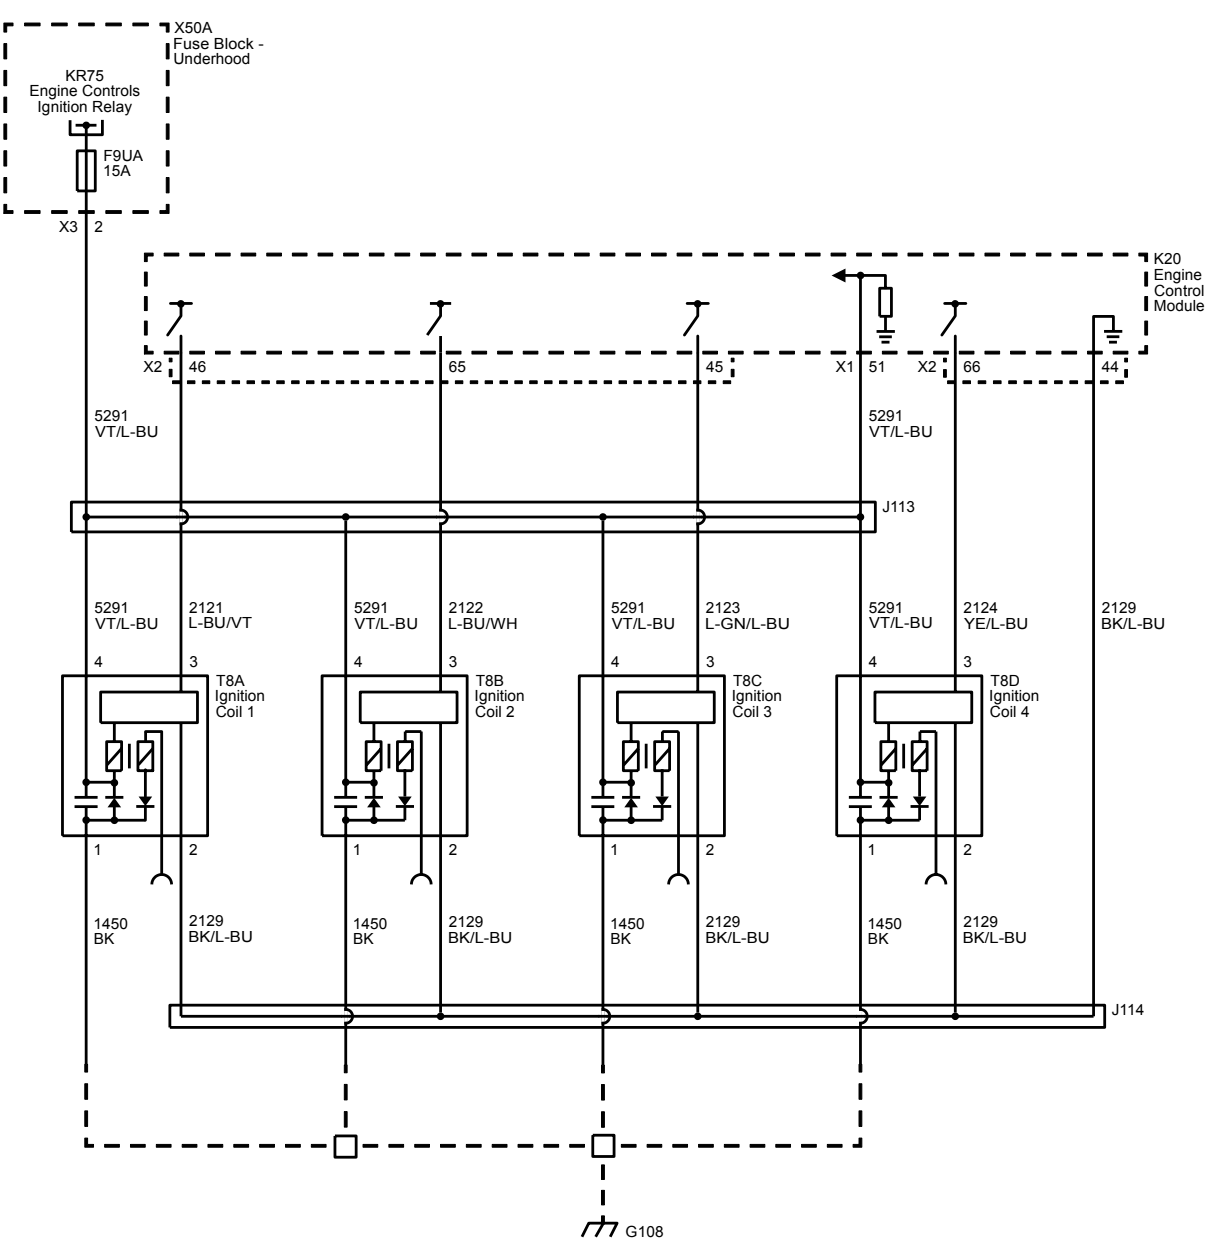 X50A
Fuse Block -
Underhood
KR75
Engine Controls
Ignition Relay
F9UA
15A
X3 2
K20
Engine
Control
Module
X2 46 65 45 X1 51 X2 66 44
5291
VT/L-BU
5291
VT/L-BU
J113
5291
VT/L-BU
2121
L-BU/VT
5291
VT/L-BU
2122
L-BU/WH
5291
VT/L-BU
2123
L-GN/L-BU
5291
VT/L-BU
2124
YE/L-BU
2129
BK/L-BU
4 3 4 3 4 3 4 3
T8A
Ignition
Coil 1
T8B
Ignition
Coil 2
T8C
Ignition
Coil 3
T8D
Ignition
Coil 4
1 2 1 2 1 2 1 2
1450
BK
2129
BK/L-BU
1450
BK
2129
BK/L-BU
1450
BK
2129
BK/L-BU
1450
BK
2129
BK/L-BU
J114
G108